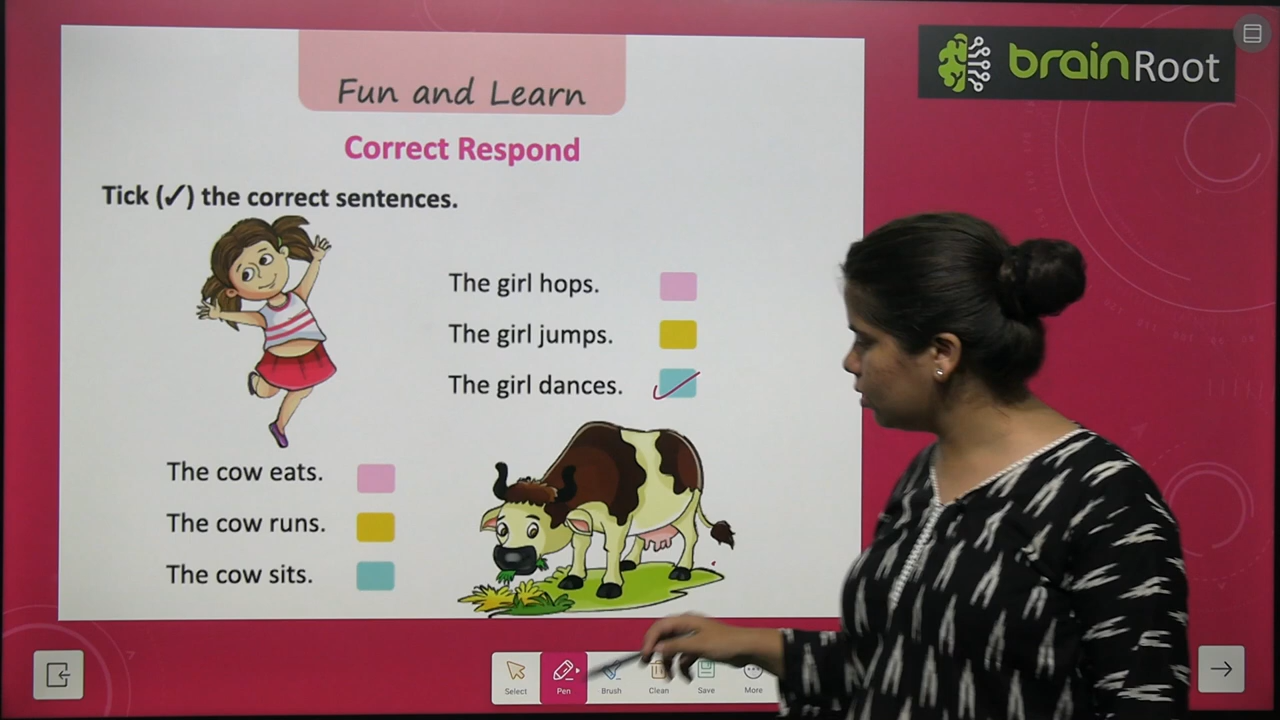 brainRoot
Fun and Learn
Correct Respond
Tick (✓) the correct sentences.
The girl hops.
The girl jumps.
The girl dances.
The cow eats.
The cow runs.
The cow sits.
Select
Pen
Brush
Clean
Save
More